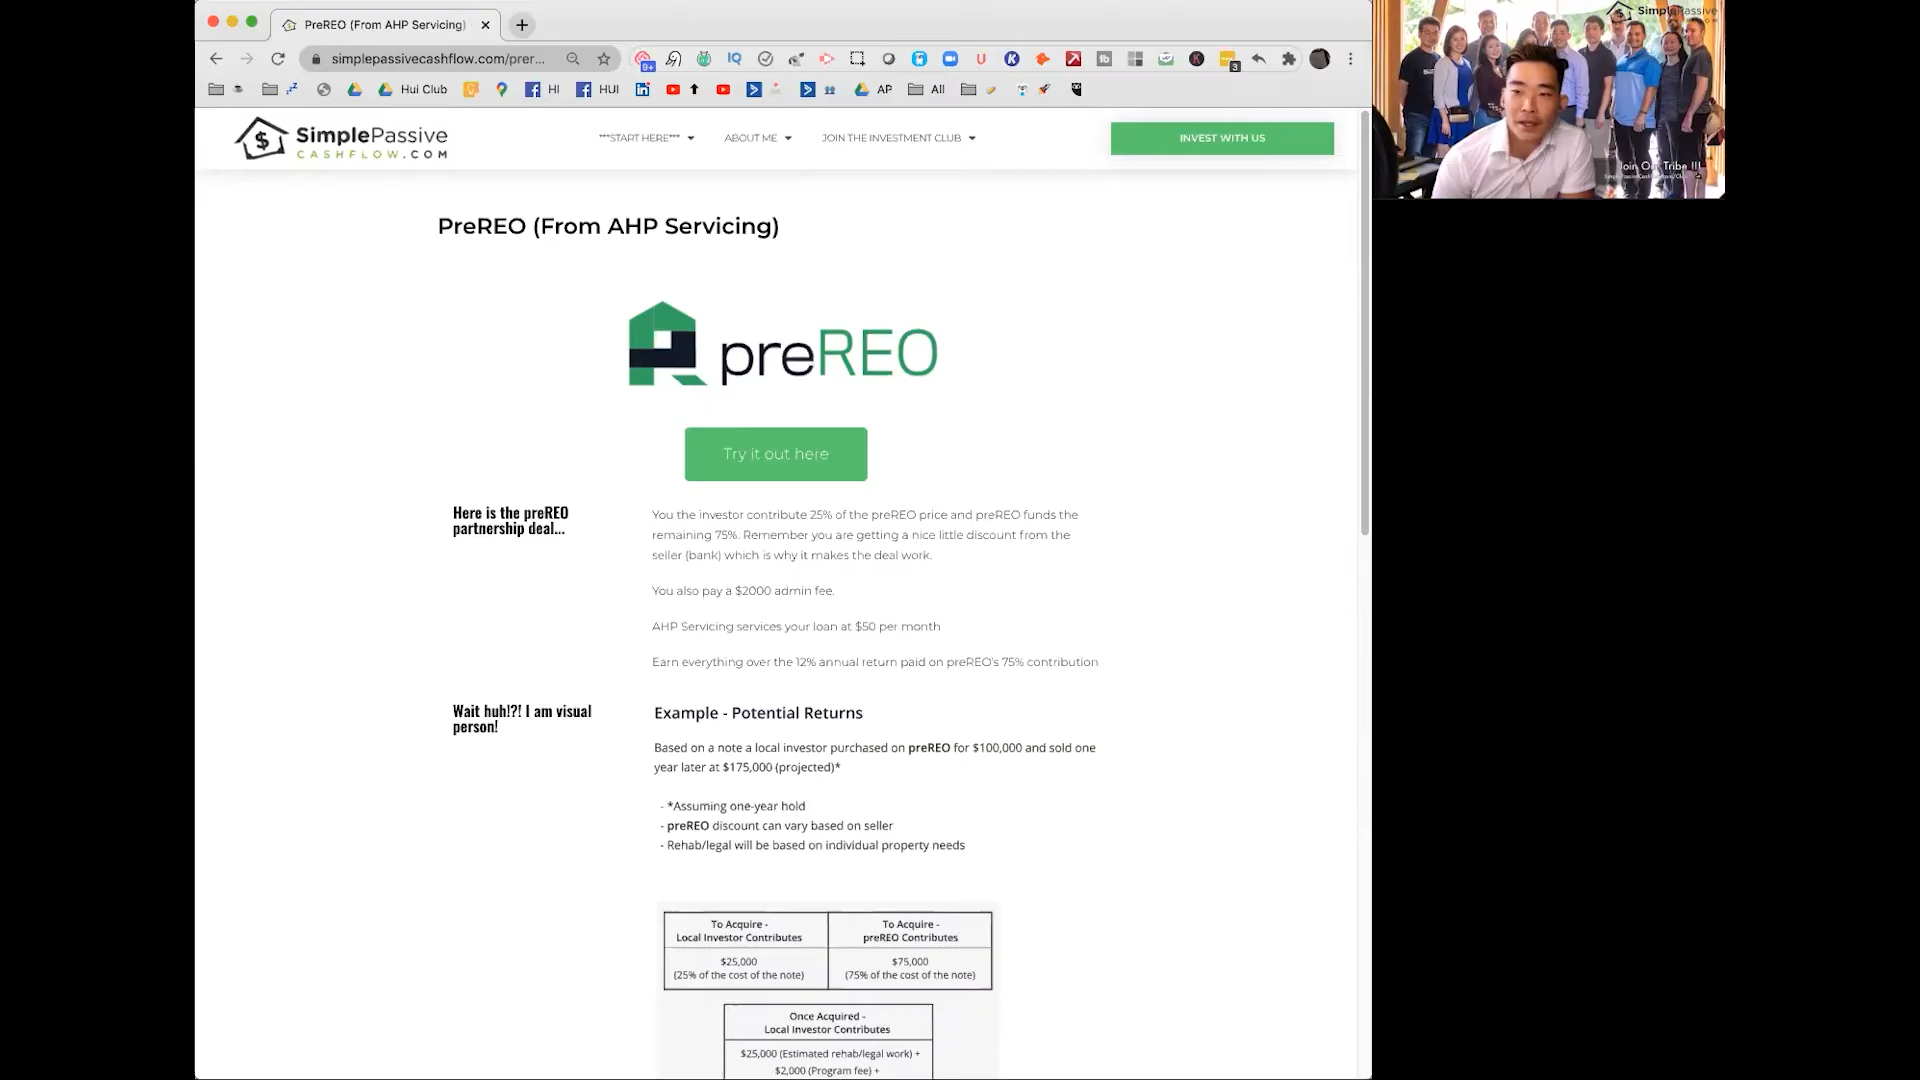 PreREO (From AHP Servicing)
simplepassivecashflow.com/prer...
9+
3
Hui Club
HI
HUI
AP
All
SimplePassive
CASHFLOW.COM
***START HERE***
ABOUT ME
JOIN THE INVESTMENT CLUB
INVEST WITH US
PreREO (From AHP Servicing)
preREO
Try it out here
Here is the preREO
partnership deal...
You the investor contribute 25% of the preREO price and preREO funds the
remaining 75%. Remember you are getting a nice little discount from the
seller (bank) which is why it makes the deal work.
You also pay a $2000 admin fee.
AHP Servicing services your loan at $50 per month
Earn everything over the 12% annual return paid on preREO's 75% contribution
Wait huh!?! I am visual
person!
Example - Potential Returns
Based on a note a local investor purchased on preREO for $100,000 and sold one
year later at $175,000 (projected)*
- *Assuming one-year hold
- preREO discount can vary based on seller
- Rehab/legal will be based on individual property needs
To Acquire -
Local Investor Contributes
$25,000
(25% of the cost of the note)
To Acquire -
preREO Contributes
$75,000
(75% of the cost of the note)
Once Acquired -
Local Investor Contributes
$25,000 (Estimated rehab/legal work) +
$2,000 (Program fee) +
SimplePassive
Join Our Tribe !!!